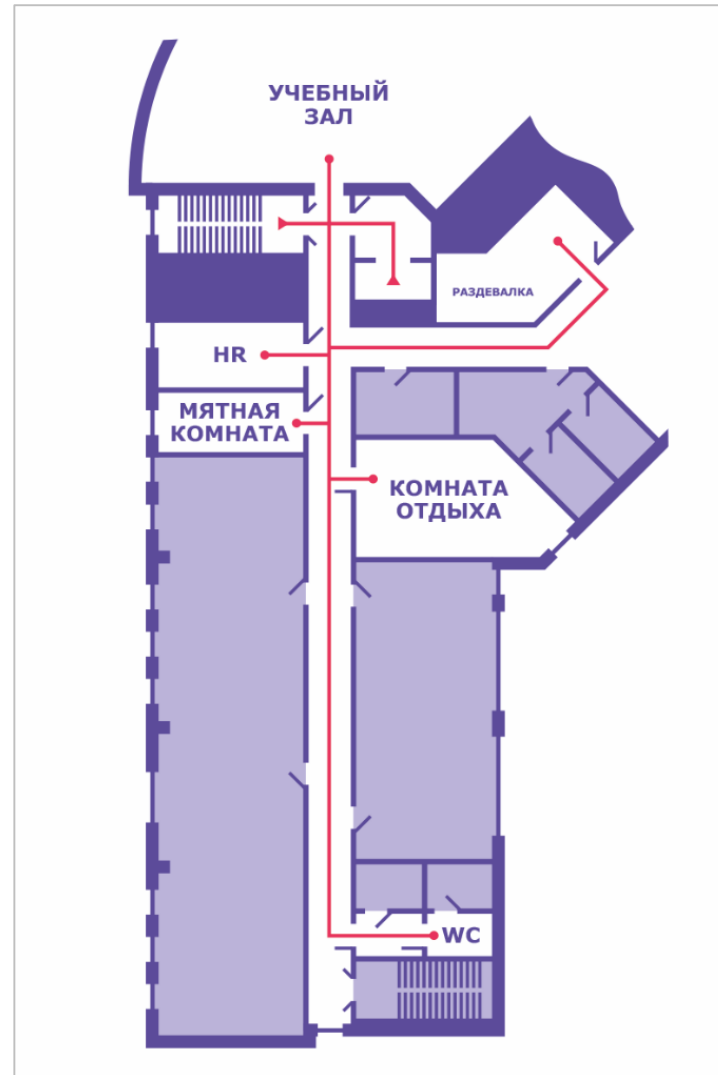 УЧЕБНЫЙ
ЗАЛ
РАЗДЕВАЛКА
HR
МЯТНАЯ
КОМНАТА
КОМНАТА
ОТДЫХА
WC